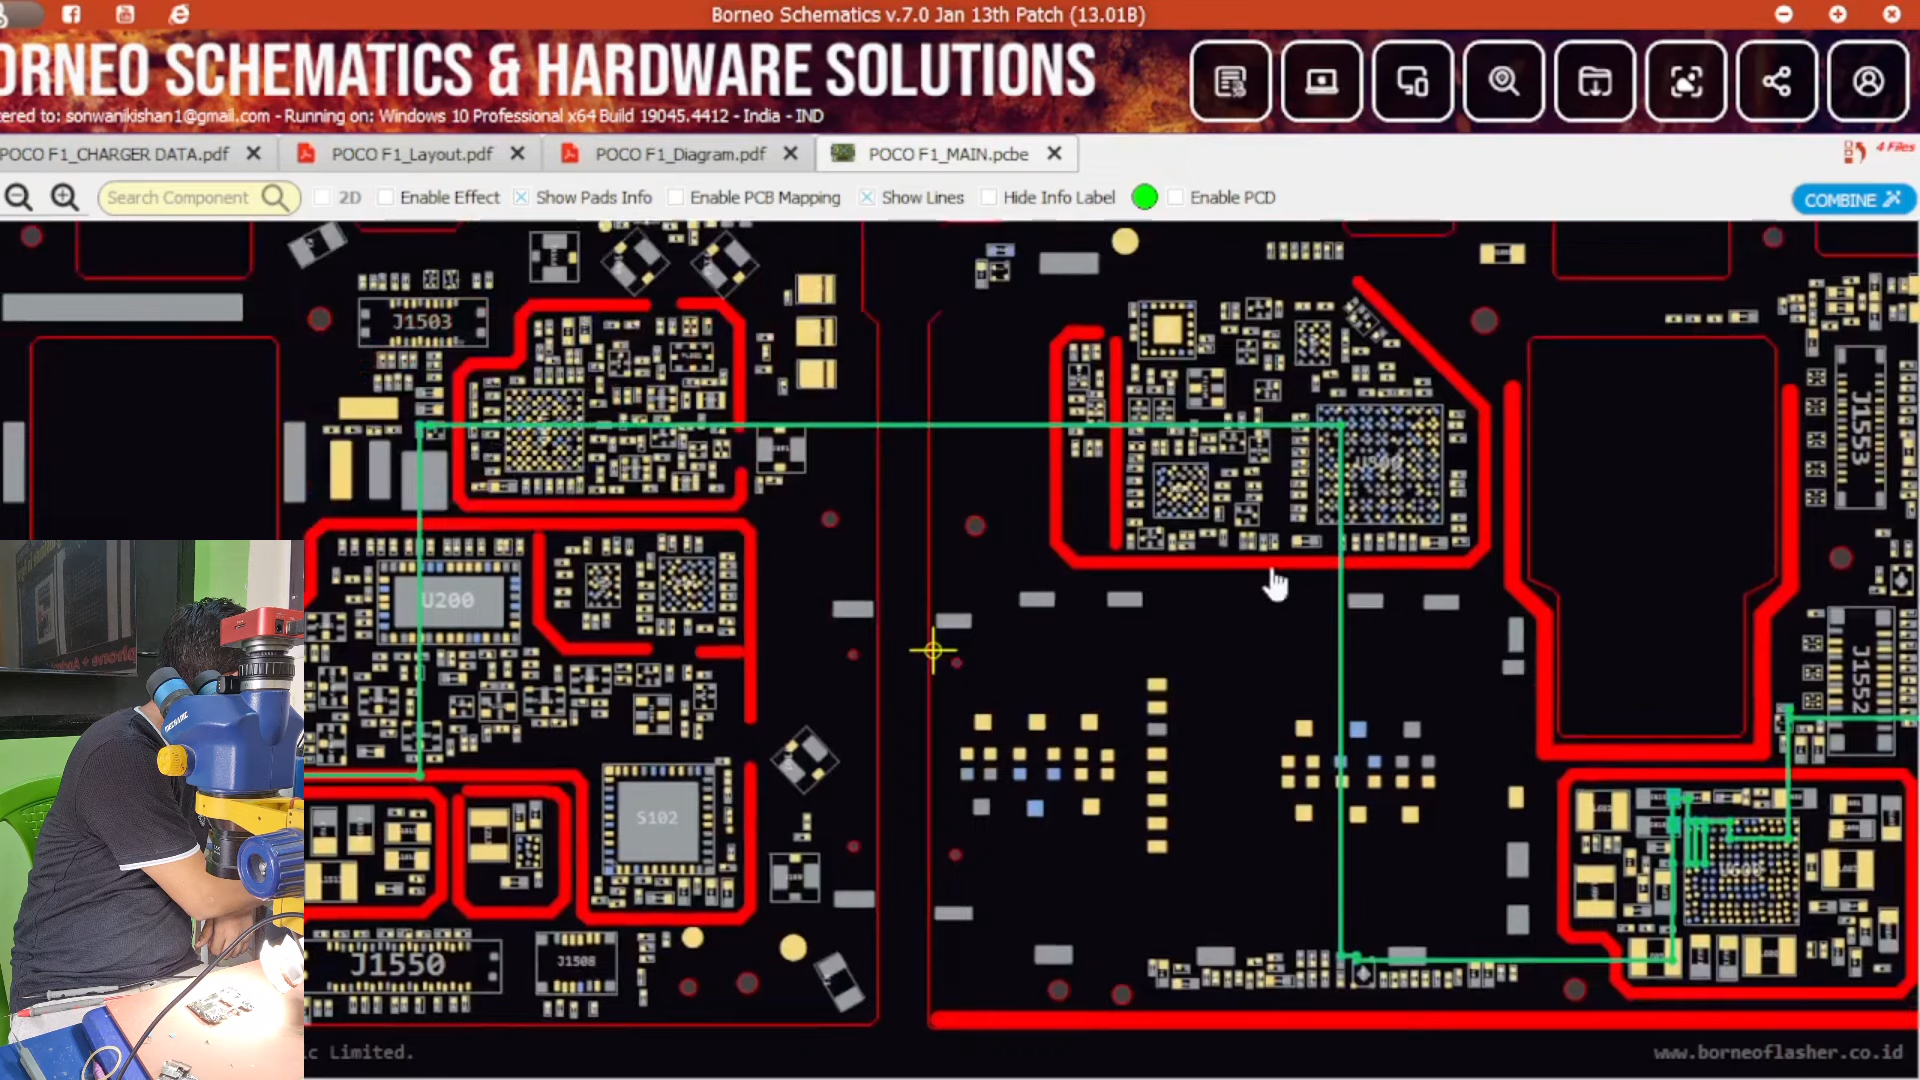 Borneo Schematics v.7.0 Jan 13th Patch (13.01B)
ORNEO SCHEMATICS & HARDWARE SOLUTIONS
ered to: sonwanikishan1@gmail.com - Running on: Windows 10 Professional x64 Build 19045.4412 - India - IND
POCO F1_CHARGER DATA.pdf
POCO F1_Layout.pdf
POCO F1_Diagram.pdf
POCO F1_MAIN.pcbe
4 Files
Search Component
2D
Enable Effect
Show Pads Info
Enable PCB Mapping
Show Lines
Hide Info Label
Enable PCD
COMBINE
J1503
J1553
U200
J1552
S102
J1550
J1508
c Limited.
www.borneoflasher.co.id